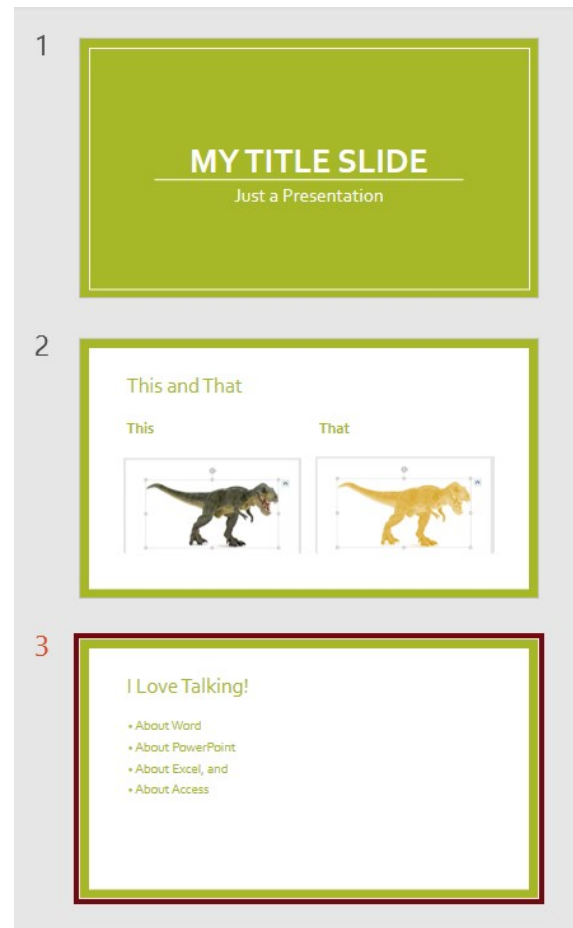 1
MY TITLE SLIDE
Just a Presentation
2
This and That
This That
3
I Love Talking!
• About Word
• About PowerPoint
• About Excel, and
• About Access